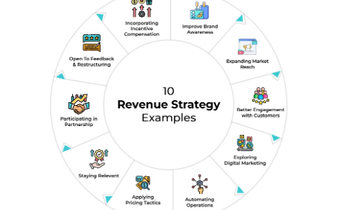 10
Revenue Strategy
Examples
Improve Brand
Awareness
Expanding Market
Reach
Better Engagement
with Customers
Exploring
Digital Marketing
Automating
Operations
Applying
Pricing Tactics
Staying Relevant
Participating in
Partnership
Open To Feedback
& Restructuring
Incorporating
Incentive
Compensation